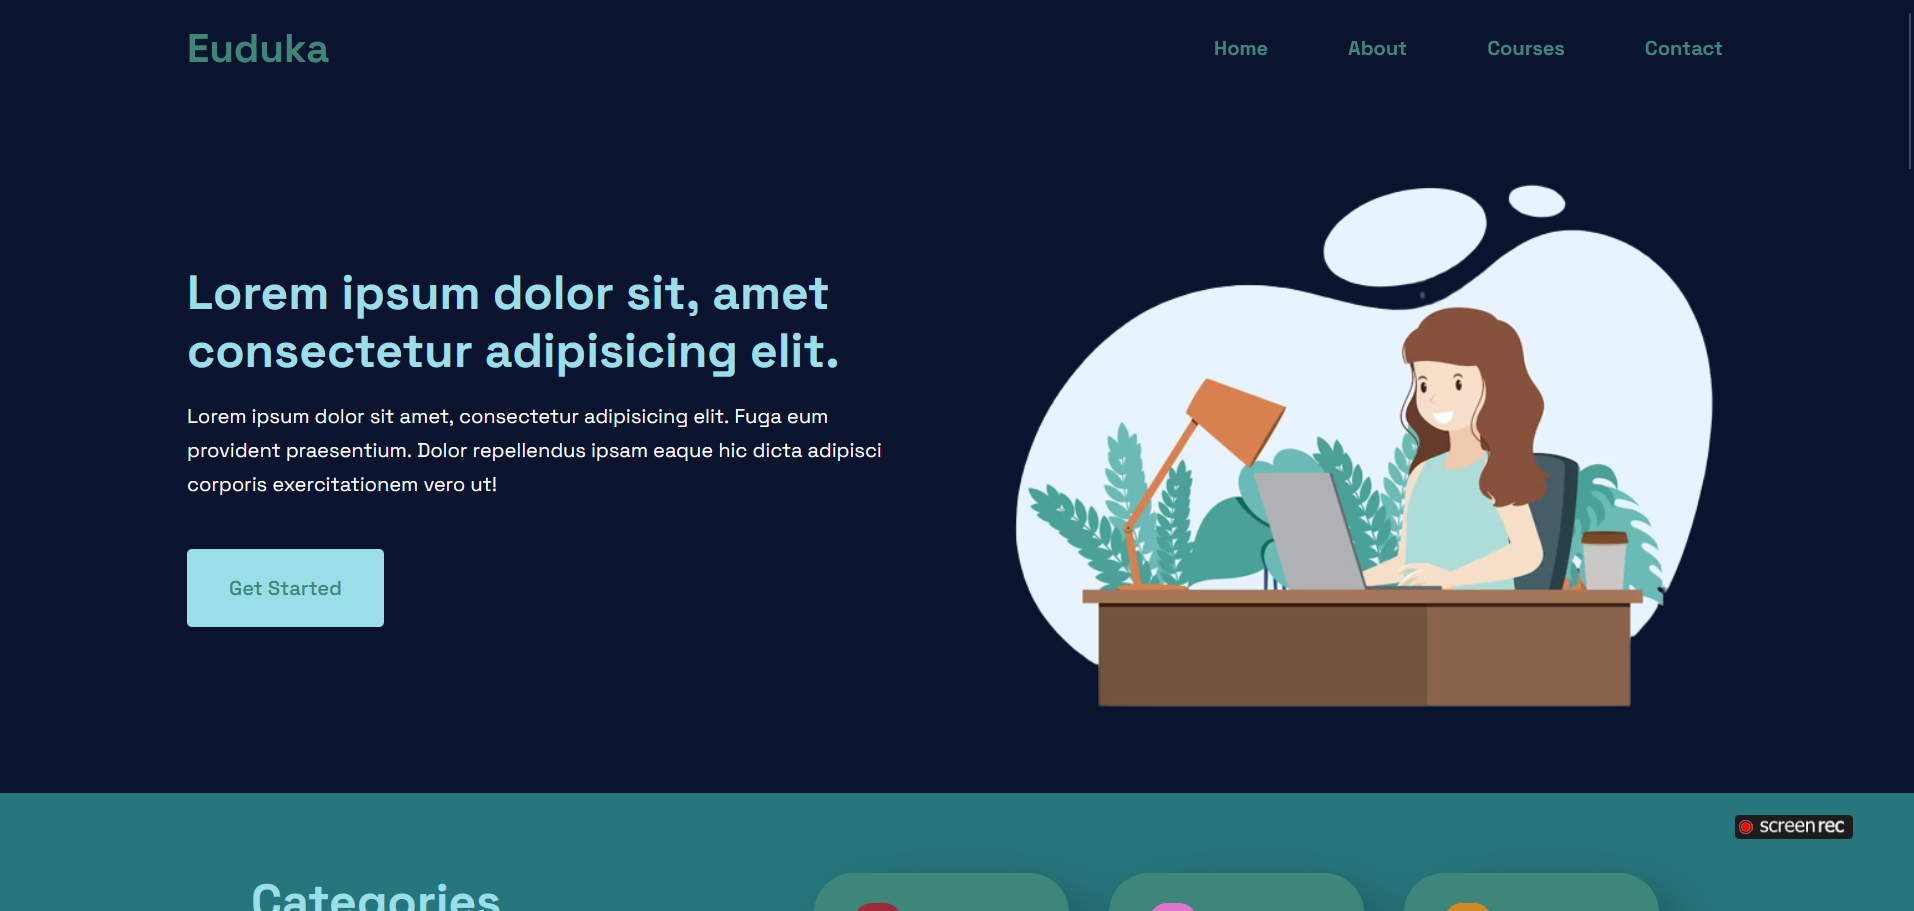 Euduka
Home About Courses Contact
Lorem ipsum dolor sit, amet
consectetur adipisicing elit.
Lorem ipsum dolor sit amet, consectetur adipisicing elit. Fuga eum
provident praesentium. Dolor repellendus ipsam eaque hic dicta adipisci
corporis exercitationem vero ut!
Get Started
screenrec
Categories